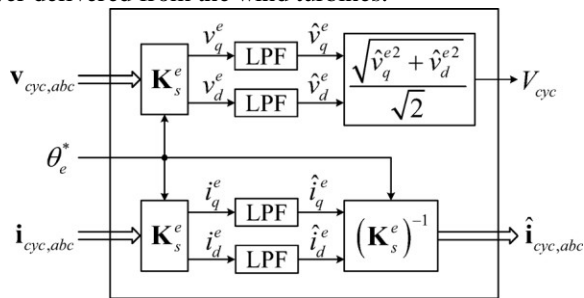 er delivered from the wind turbines.
v_q^e LPF v̂_q^e
v_cyc,abc K_s^e √(v̂_q^e2 + v̂_d^e2) / √2 V_cyc
v_d^e LPF v̂_d^e
θ_e^*
i_q^e LPF î_q^e
i_cyc,abc K_s^e (K_s^e)^-1 î_cyc,abc
i_d^e LPF î_d^e